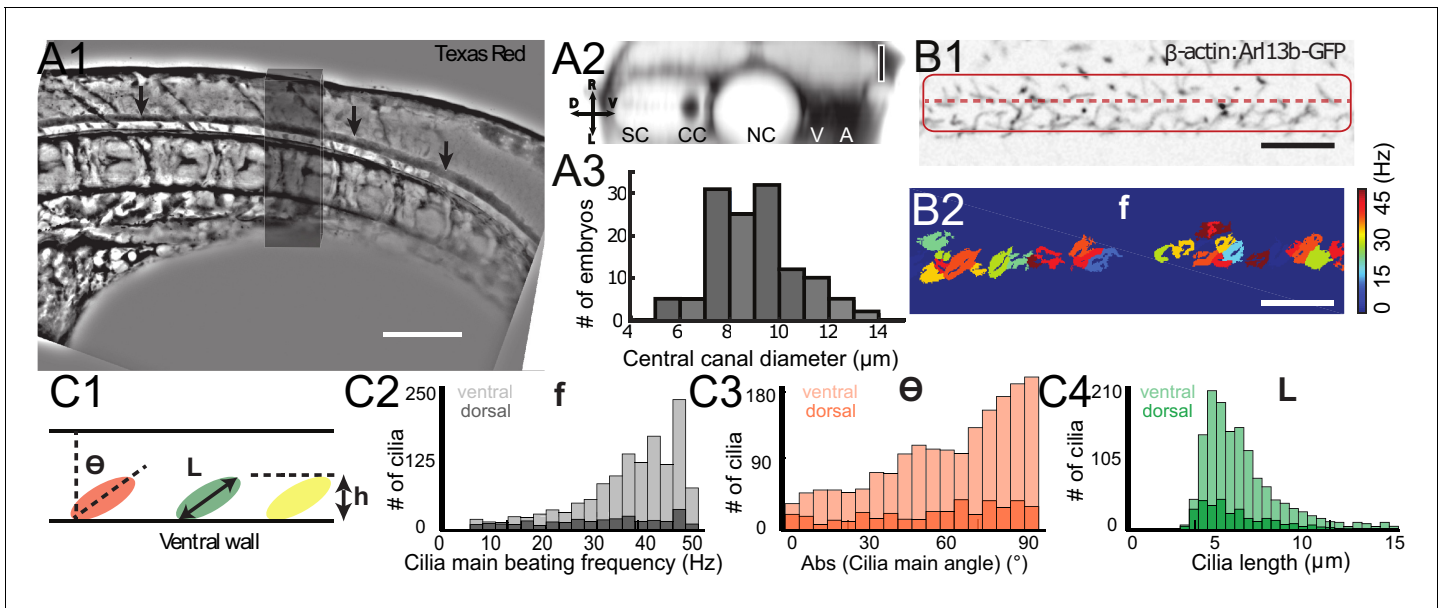 A1
Texas Red
A2
R
D V
L
SC CC NC V A
A3
# of embryos
30
20
10
0
4 6 8 10 12 14
Central canal diameter (µm)
B1
β-actin:Arl13b-GFP
B2
f
0 15 30 45 (Hz)
C1
Ө
L
h
Ventral wall
C2
f
ventral
dorsal
# of cilia
250
125
0
0 10 20 30 40 50
Cilia main beating frequency (Hz)
C3
Ө
ventral
dorsal
# of cilia
180
90
0
0 30 60 90
Abs (Cilia main angle) (°)
C4
L
ventral
dorsal
# of cilia
210
105
0
0 5 10 15
Cilia length (µm)